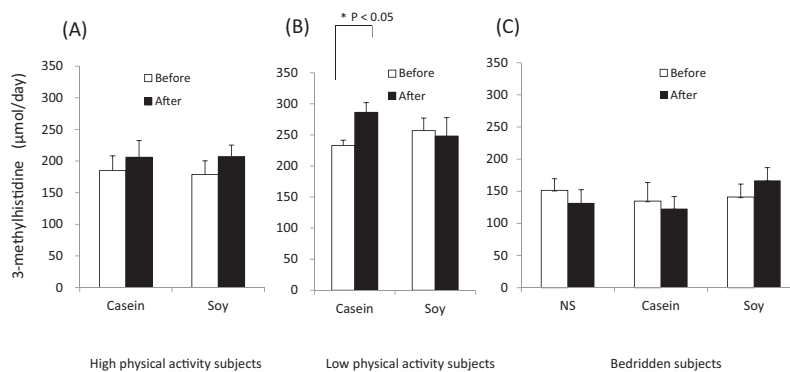 * P < 0.05
(A)
(B)
(C)
3-methylhistidine (μmol/day)
350
300
250
200
150
100
50
0
Before
After
Casein
Soy
High physical activity subjects
350
300
250
200
150
100
50
0
Before
After
Casein
Soy
Low physical activity subjects
350
300
250
200
150
100
50
0
Before
After
NS
Casein
Soy
Bedridden subjects